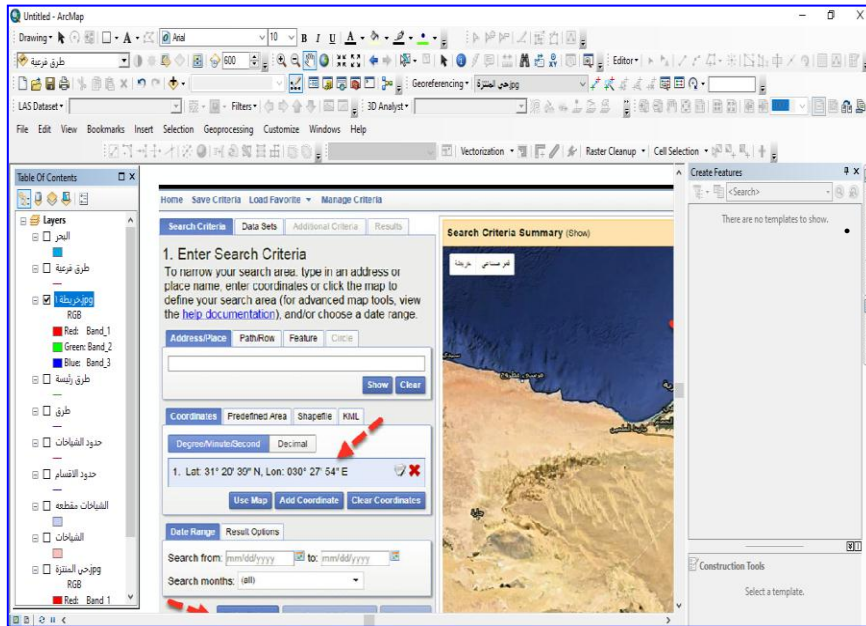 Untitled - ArcMap
Drawing
A
Arial
10
B I U A
طرق فرعية
600
Editor
Georeferencing
حي المنتزة.jpg
LAS Dataset
Filters
3D Analyst
File Edit View Bookmarks Insert Selection Geoprocessing Customize Windows Help
Vectorization
Raster Cleanup
Cell Selection
Table Of Contents
Layers
البحر
طرق فرعية
خريطة ١.jpg
RGB
Red: Band_1
Green: Band_2
Blue: Band_3
طرق رئيسة
طرق
حدود الشياخات
حدود الاقسام
الشياخات مقطعه
الشياخات
حي المنتزة.jpg
RGB
Red: Band 1
Home Save Criteria Load Favorite Manage Criteria
Search Criteria Data Sets Additional Criteria Results
1. Enter Search Criteria
To narrow your search area, type in an address or
place name, enter coordinates or click the map to
define your search area (for advanced map tools, view
the help documentation), and/or choose a date range.
Address/Place Path/Row Feature Circle
Show Clear
Coordinates Predefined Area Shapefile KML
Degree/Minute/Second Decimal
1. Lat: 31° 20' 39" N, Lon: 030° 27' 54" E
Use Map Add Coordinate Clear Coordinates
Date Range Result Options
Search from: mm/dd/yyyy to: mm/dd/yyyy
Search months: (all)
Search Criteria Summary (Show)
خريطة قمر صناعي
مرسى مطروح
Create Features
<Search>
There are no templates to show.
Construction Tools
Select a template.